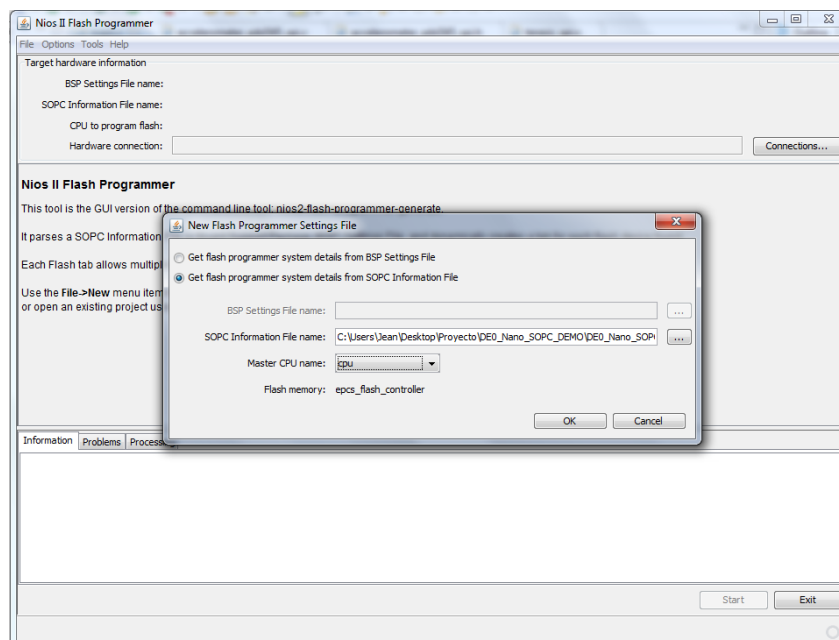 Nios II Flash Programmer
File Options Tools Help
Target hardware information
BSP Settings File name:
SOPC Information File name:
CPU to program flash:
Hardware connection:
Connections...
Nios II Flash Programmer
This tool is the GUI version of the command line tool: nios2-flash-programmer-generate.
It parses a SOPC Information
Each Flash tab allows multipl
Use the File->New menu item
or open an existing project us
New Flash Programmer Settings File
Get flash programmer system details from BSP Settings File
Get flash programmer system details from SOPC Information File
BSP Settings File name:
...
SOPC Information File name: C:\Users\Jean\Desktop\Proyecto\DE0_Nano_SOPC_DEMO\DE0_Nano_SOP
...
Master CPU name: cpu
Flash memory: epcs_flash_controller
OK Cancel
Information Problems Processing
Start Exit